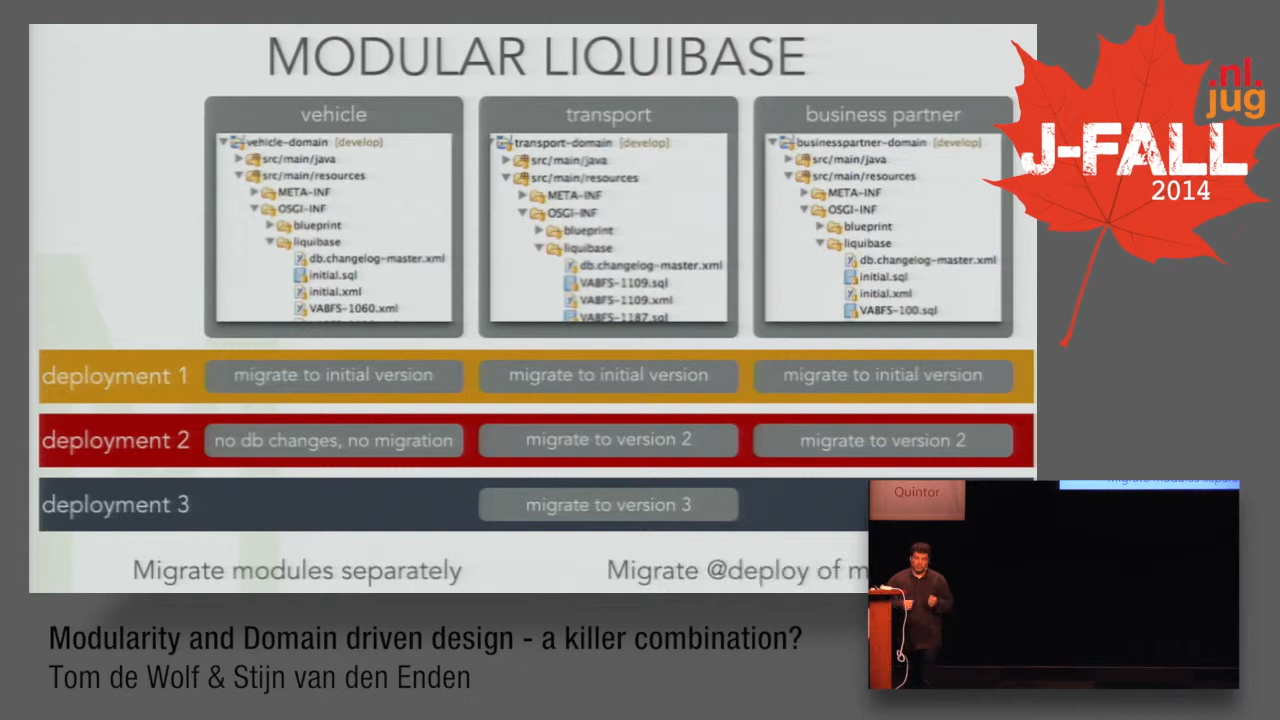 MODULAR LIQUIBASE
vehicle
vehicle-domain [develop]
src/main/java
src/main/resources
META-INF
OSGI-INF
blueprint
liquibase
db.changelog-master.xml
initial.sql
initial.xml
VABFS-1060.xml
transport
transport-domain [develop]
src/main/java
src/main/resources
META-INF
OSGI-INF
blueprint
liquibase
db.changelog-master.xml
VABFS-1109.sql
VABFS-1109.xml
VABFS-1187.sql
business partner
businesspartner-domain [develop]
src/main/java
src/main/resources
META-INF
OSGI-INF
blueprint
liquibase
db.changelog-master.xml
initial.sql
initial.xml
VABFS-100.sql
.nl.
jug
J-FALL
2014
deployment 1 migrate to initial version migrate to initial version migrate to initial version
deployment 2 no db changes, no migration migrate to version 2 migrate to version 2
deployment 3 migrate to version 3
Migrate modules separately Migrate @deploy of m
Quintor
Migrate modules separa
Modularity and Domain driven design - a killer combination?
Tom de Wolf & Stijn van den Enden